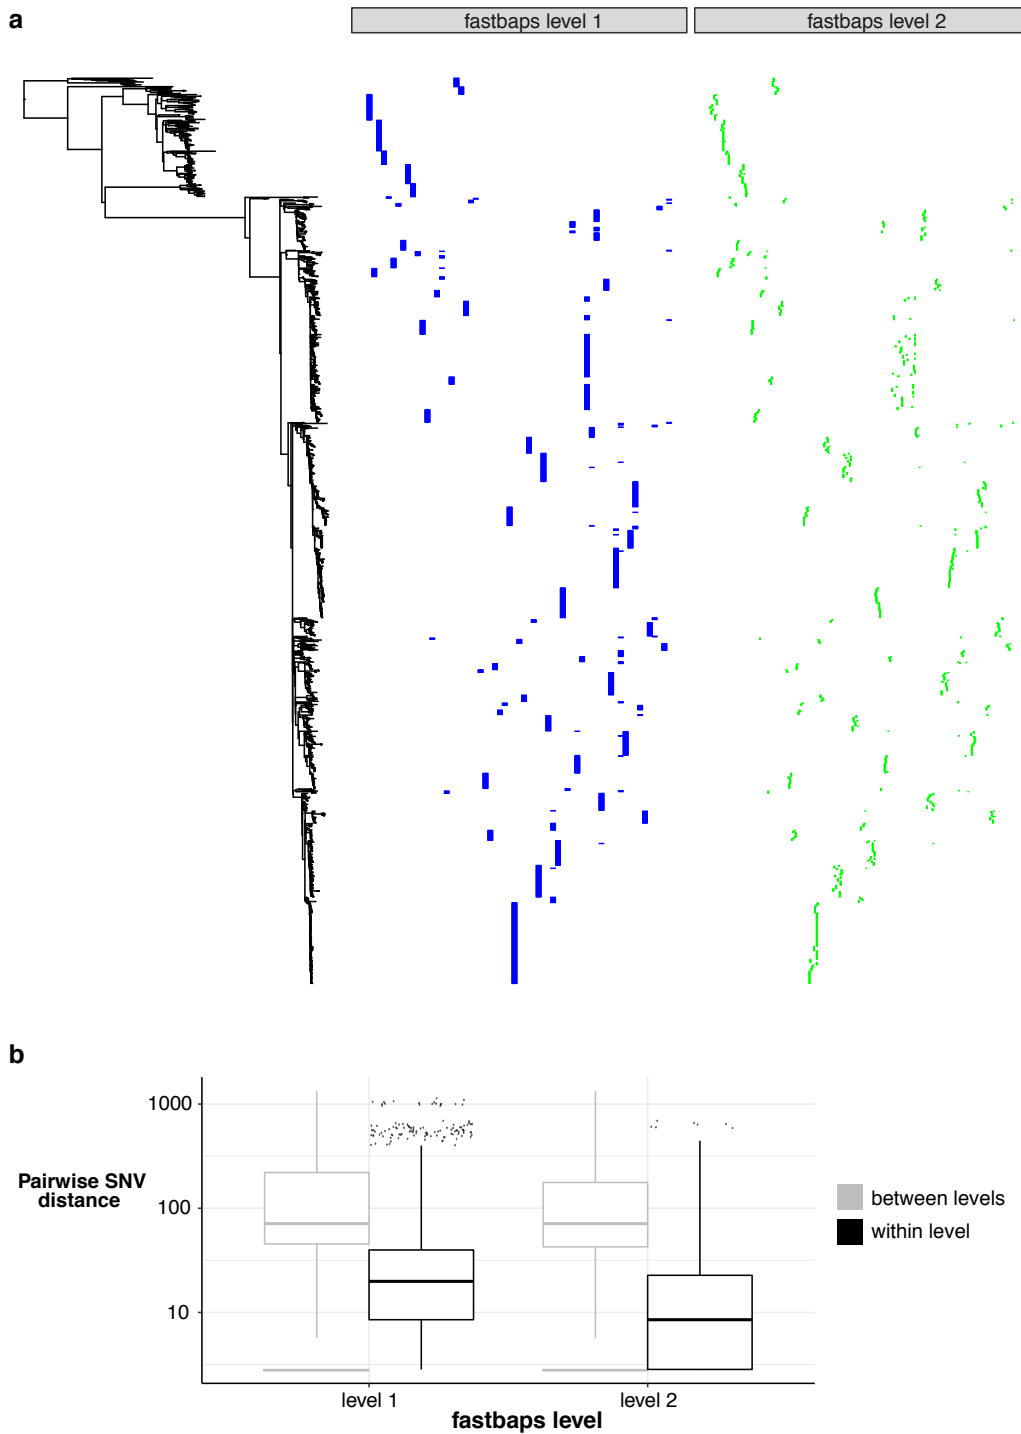 a
fastbaps level 1
fastbaps level 2
b
1000
100
10
Pairwise SNV
distance
level 1
level 2
fastbaps level
between levels
within level